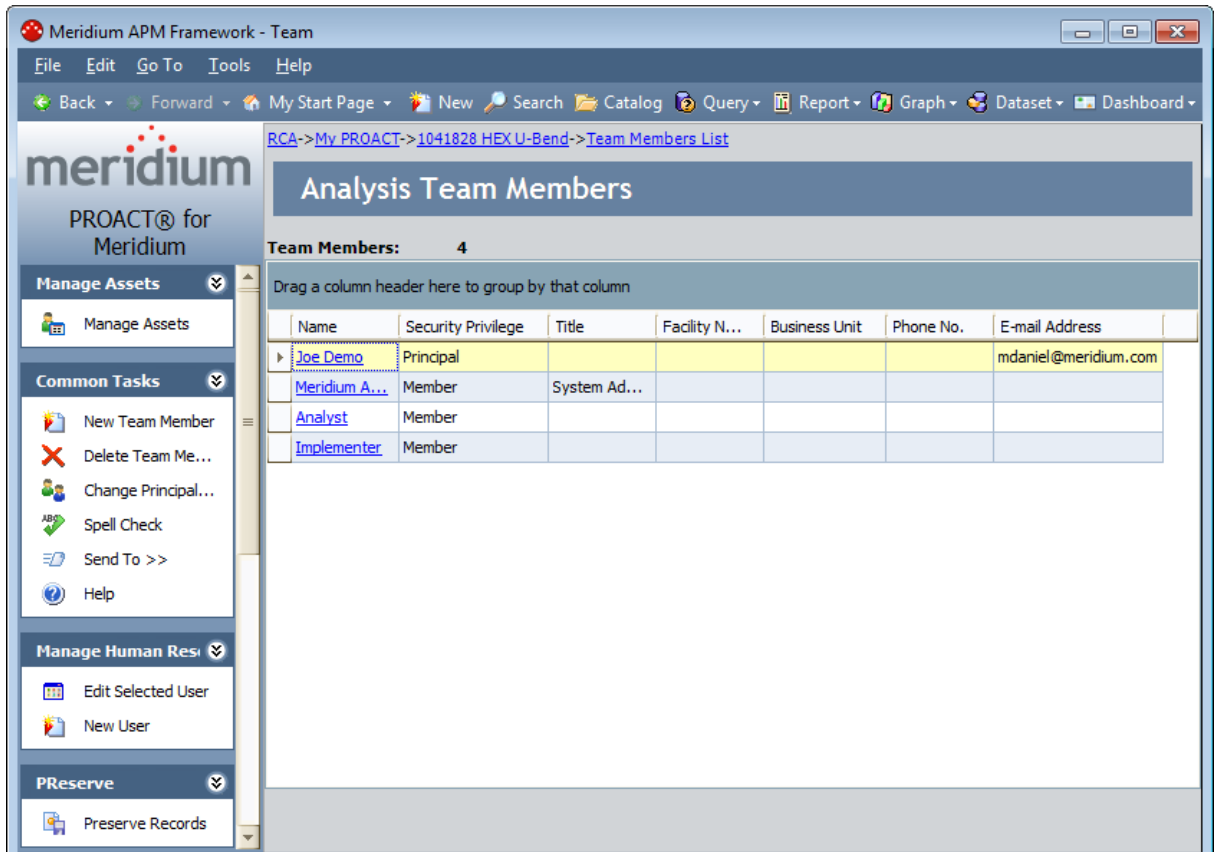 Meridium APM Framework - Team
File Edit Go To Tools Help
Back Forward My Start Page New Search Catalog Query Report Graph Dataset Dashboard
meridium
PROACT® for
Meridium
RCA->My PROACT->1041828 HEX U-Bend->Team Members List
Analysis Team Members
Team Members: 4
Drag a column header here to group by that column
Name Security Privilege Title Facility N... Business Unit Phone No. E-mail Address
Joe Demo Principal mdaniel@meridium.com
Meridium A... Member System Ad...
Analyst Member
Implementer Member
Manage Assets
Manage Assets
Common Tasks
New Team Member
Delete Team Me...
Change Principal...
ABC
Spell Check
Send To >>
Help
Manage Human Res
Edit Selected User
New User
PReserve
Preserve Records